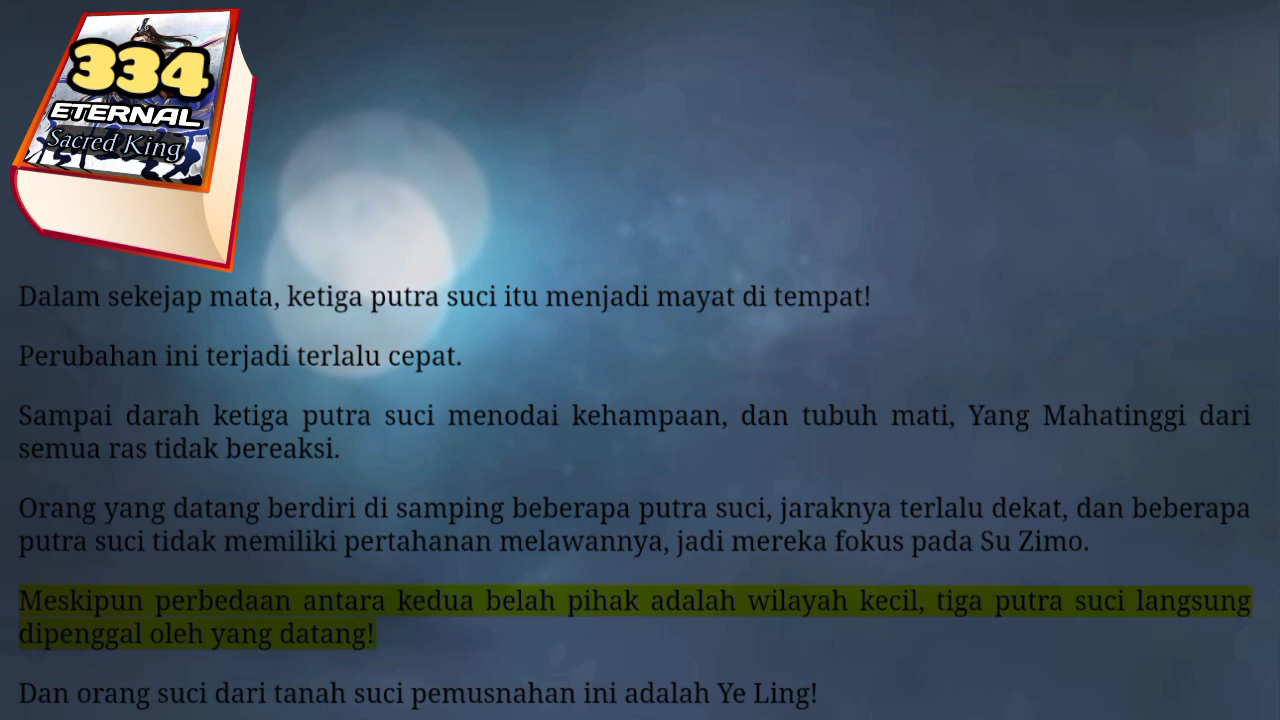 334
ETERNAL
Sacred King
Dalam sekejap mata, ketiga putra suci itu menjadi mayat di tempat!
Perubahan ini terjadi terlalu cepat.
Sampai darah ketiga putra suci menodai kehampaan, dan tubuh mati, Yang Mahatinggi dari
semua ras tidak bereaksi.
Orang yang datang berdiri di samping beberapa putra suci, jaraknya terlalu dekat, dan beberapa
putra suci tidak memiliki pertahanan melawannya, jadi mereka fokus pada Su Zimo.
Meskipun perbedaan antara kedua belah pihak adalah wilayah kecil, tiga putra suci langsung
dipenggal oleh yang datang!
Dan orang suci dari tanah suci pemusnahan ini adalah Ye Ling!